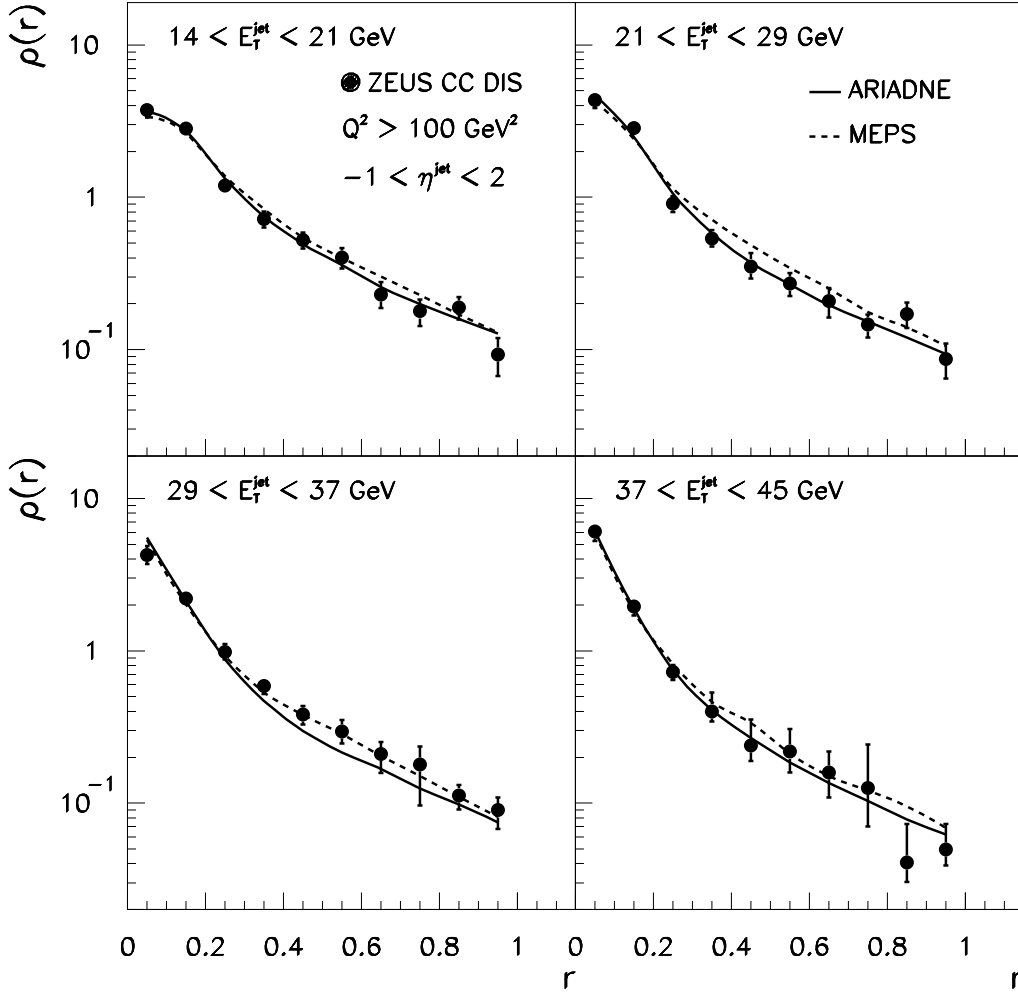 ρ(r)
10
1
10⁻¹
14 < E_T^jet < 21 GeV
ZEUS CC DIS
Q² > 100 GeV²
−1 < η^jet < 2
21 < E_T^jet < 29 GeV
ARIADNE
MEPS
ρ(r)
10
1
10⁻¹
29 < E_T^jet < 37 GeV
37 < E_T^jet < 45 GeV
0 0.2 0.4 0.6 0.8 1 0 0.2 0.4 0.6 0.8 1
r r